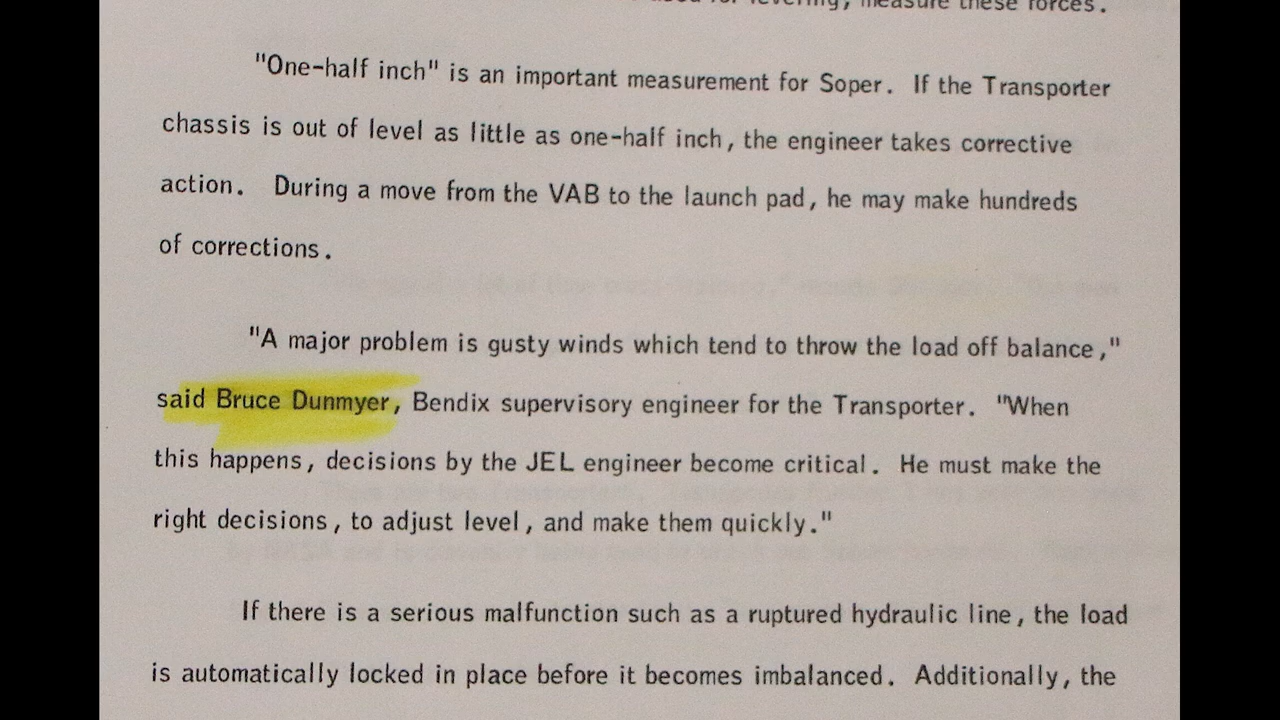 for levering, measure these forces.
"One-half inch" is an important measurement for Soper. If the Transporter
chassis is out of level as little as one-half inch, the engineer takes corrective
action. During a move from the VAB to the launch pad, he may make hundreds
of corrections.
"A major problem is gusty winds which tend to throw the load off balance,"
said Bruce Dunmyer, Bendix supervisory engineer for the Transporter. "When
this happens, decisions by the JEL engineer become critical. He must make the
right decisions, to adjust level, and make them quickly."
If there is a serious malfunction such as a ruptured hydraulic line, the load
is automatically locked in place before it becomes imbalanced. Additionally, the